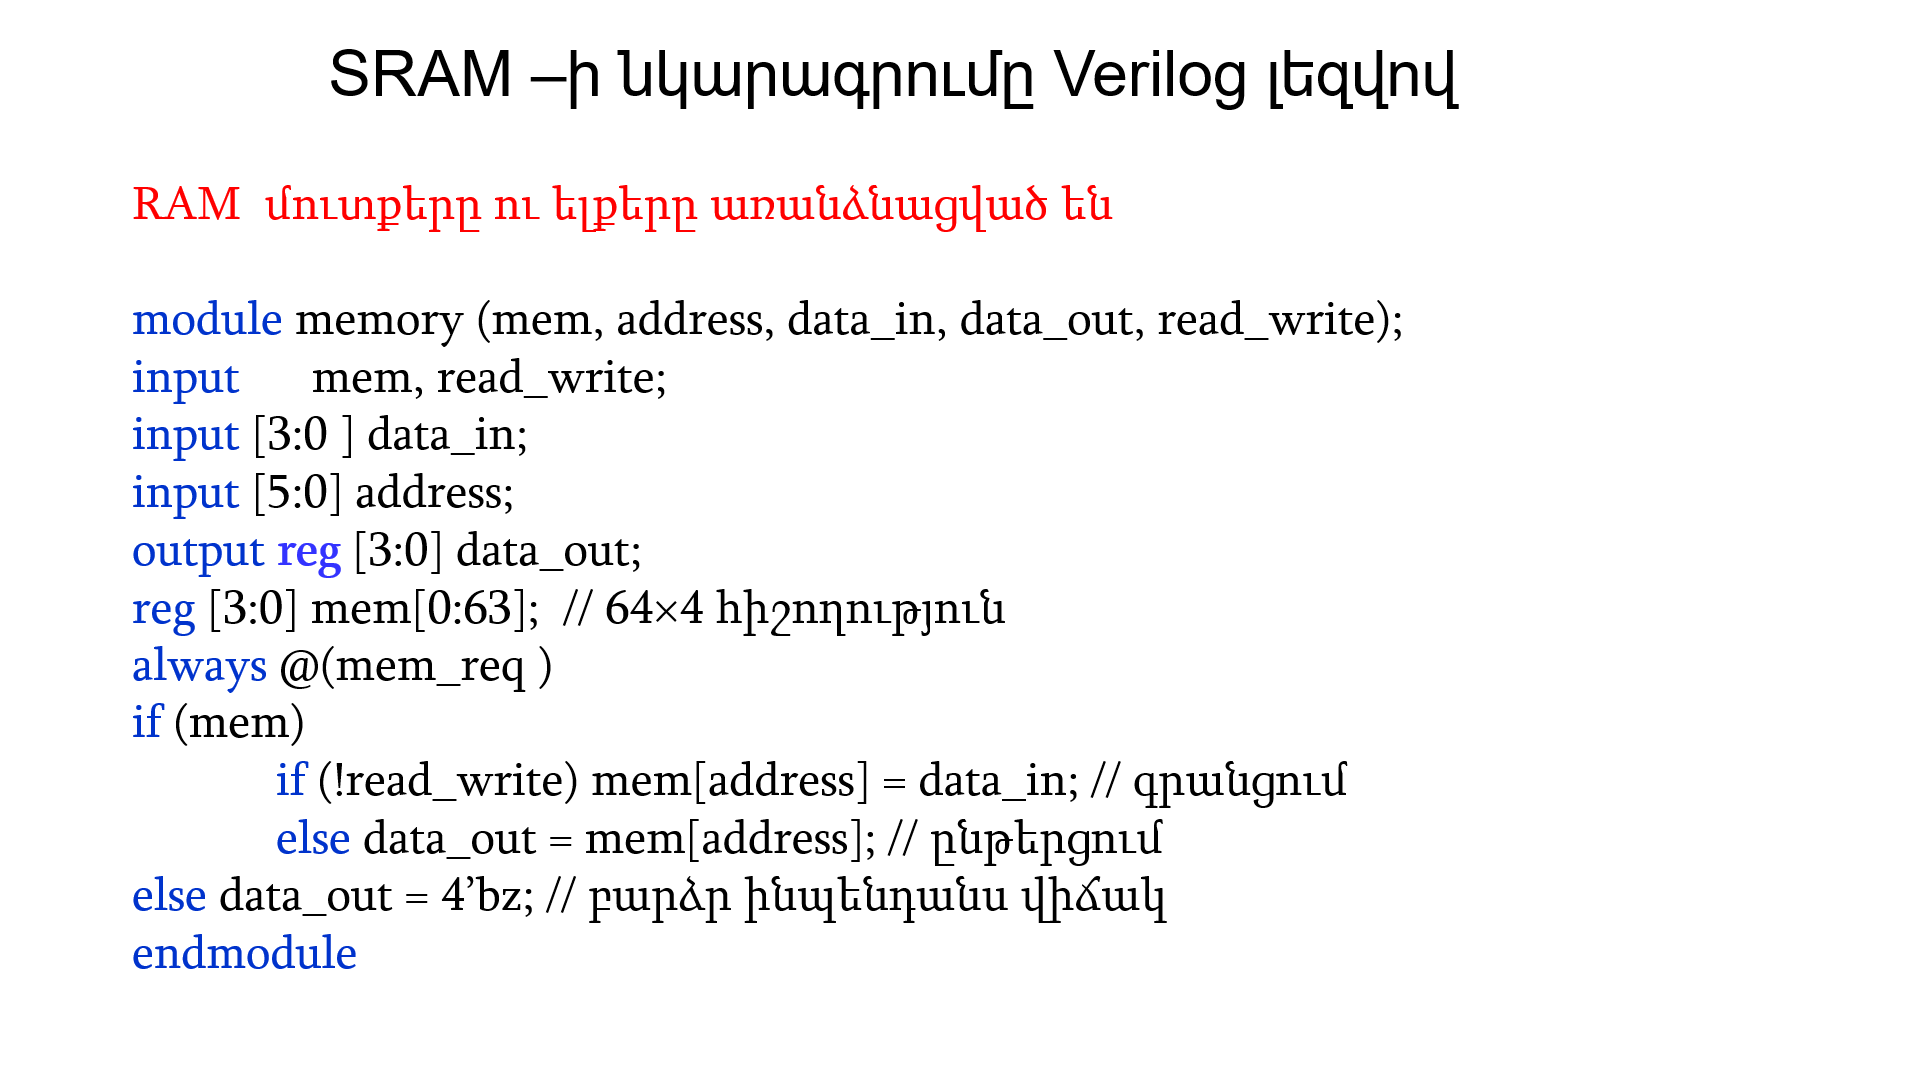 SRAM –ի նկարագրումը Verilog լեզվով
RAM  մուտքերը ու ելքերը առանձնացված են
module memory (mem, address, data_in, data_out, read_write);
input      mem, read_write;
input [3:0 ] data_in;
input [5:0] address;
output reg [3:0] data_out;
reg [3:0] mem[0:63];  // 64×4 հիշողություն
always @(mem_req )
if (mem)
if (!read_write) mem[address] = data_in; // գրանցում
else data_out = mem[address]; // ընթերցում
else data_out = 4’bz; // բարձր ինպենդանս վիճակ
endmodule